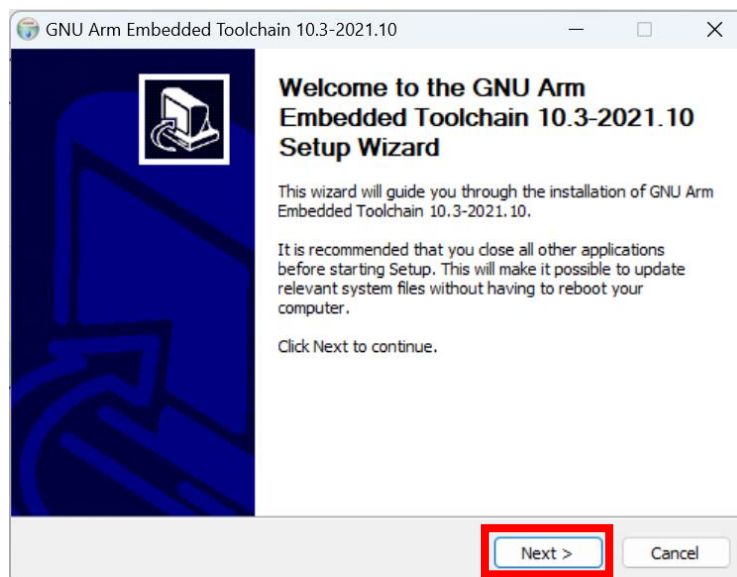 GNU Arm Embedded Toolchain 10.3-2021.10
Welcome to the GNU Arm
Embedded Toolchain 10.3-2021.10
Setup Wizard
This wizard will guide you through the installation of GNU Arm
Embedded Toolchain 10.3-2021.10.
It is recommended that you close all other applications
before starting Setup. This will make it possible to update
relevant system files without having to reboot your
computer.
Click Next to continue.
Next >
Cancel